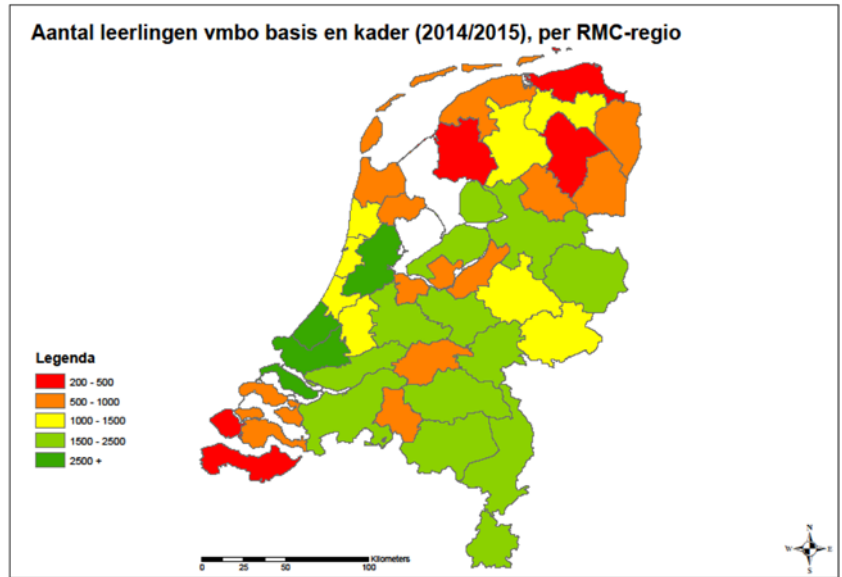 Aantal leerlingen vmbo basis en kader (2014/2015), per RMC-regio
Legenda
200 - 500
500 - 1000
1000 - 1500
1500 - 2500
2500 +
Kilometers
0 25 50 100
N
W E
S